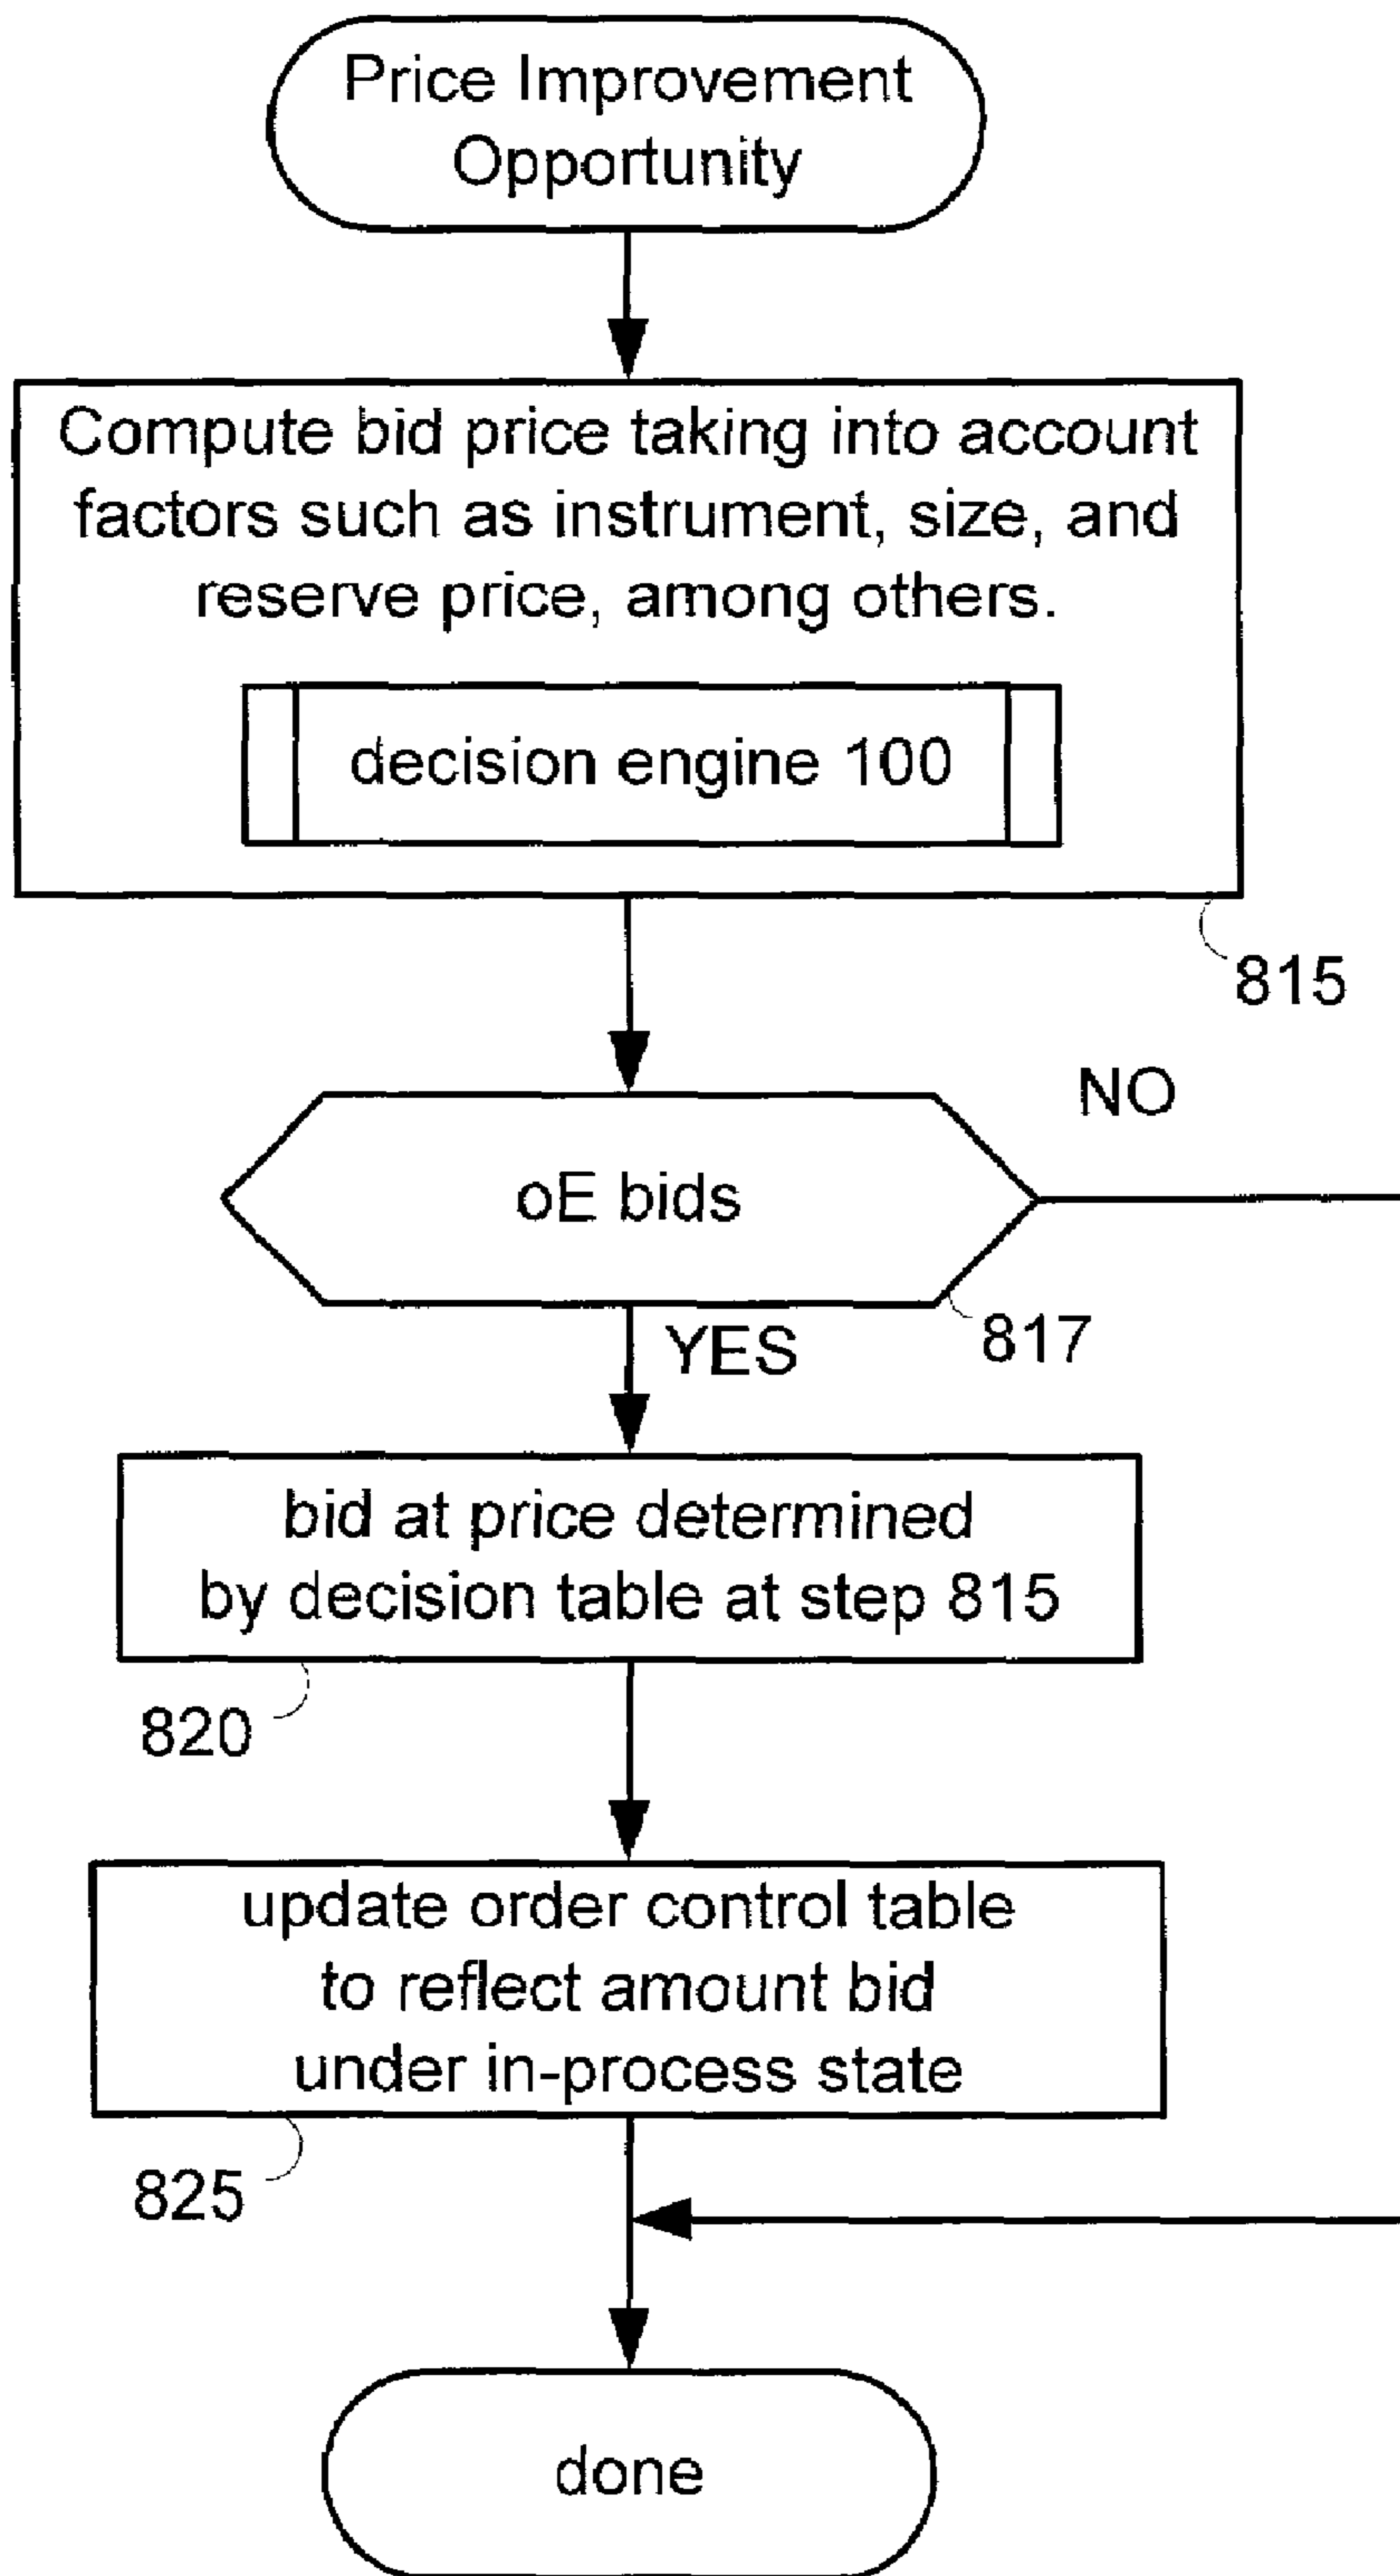 Price Improvement
Opportunity
Compute bid price taking into account
factors such as instrument, size, and
reserve price, among others.
decision engine 100
815
NO
oE bids
817
YES
bid at price determined
by decision table at step 815
820
update order control table
to reflect amount bid
under in-process state
825
done